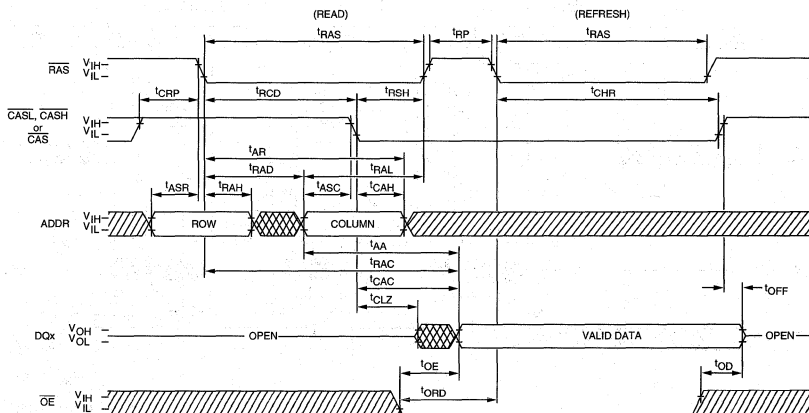 (READ) (REFRESH)
tRAS tRP tRAS
RAS VIH VIL
tCRP tRCD tRSH tCHR
CASL, CASH
or
CAS
VIH
VIL
tAR
tRAD tRAL
tASR tRAH tASC tCAH
ADDR VIH VIL ROW COLUMN
tAA
tRAC
tCAC
tCLZ
tOFF
DQx VOH VOL OPEN VALID DATA OPEN
tOE tOD
tORD
OE VIH VIL